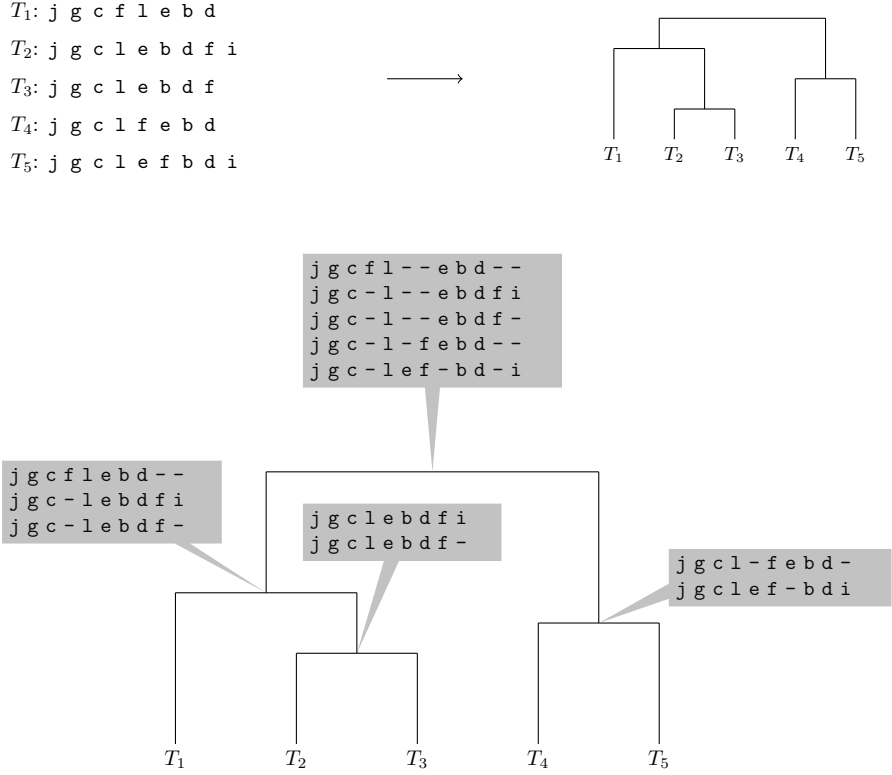 T1: j g c f l e b d
T2: j g c l e b d f i
T3: j g c l e b d f
T4: j g c l f e b d
T5: j g c l e f b d i
T1 T2 T3 T4 T5
j g c f l - - e b d - -
j g c - l - - e b d f i
j g c - l - - e b d f -
j g c - l - f e b d - -
j g c - l e f - b d - i
j g c f l e b d - -
j g c - l e b d f i
j g c - l e b d f -
j g c l e b d f i
j g c l e b d f -
j g c l - f e b d -
j g c l e f - b d i
T1 T2 T3 T4 T5